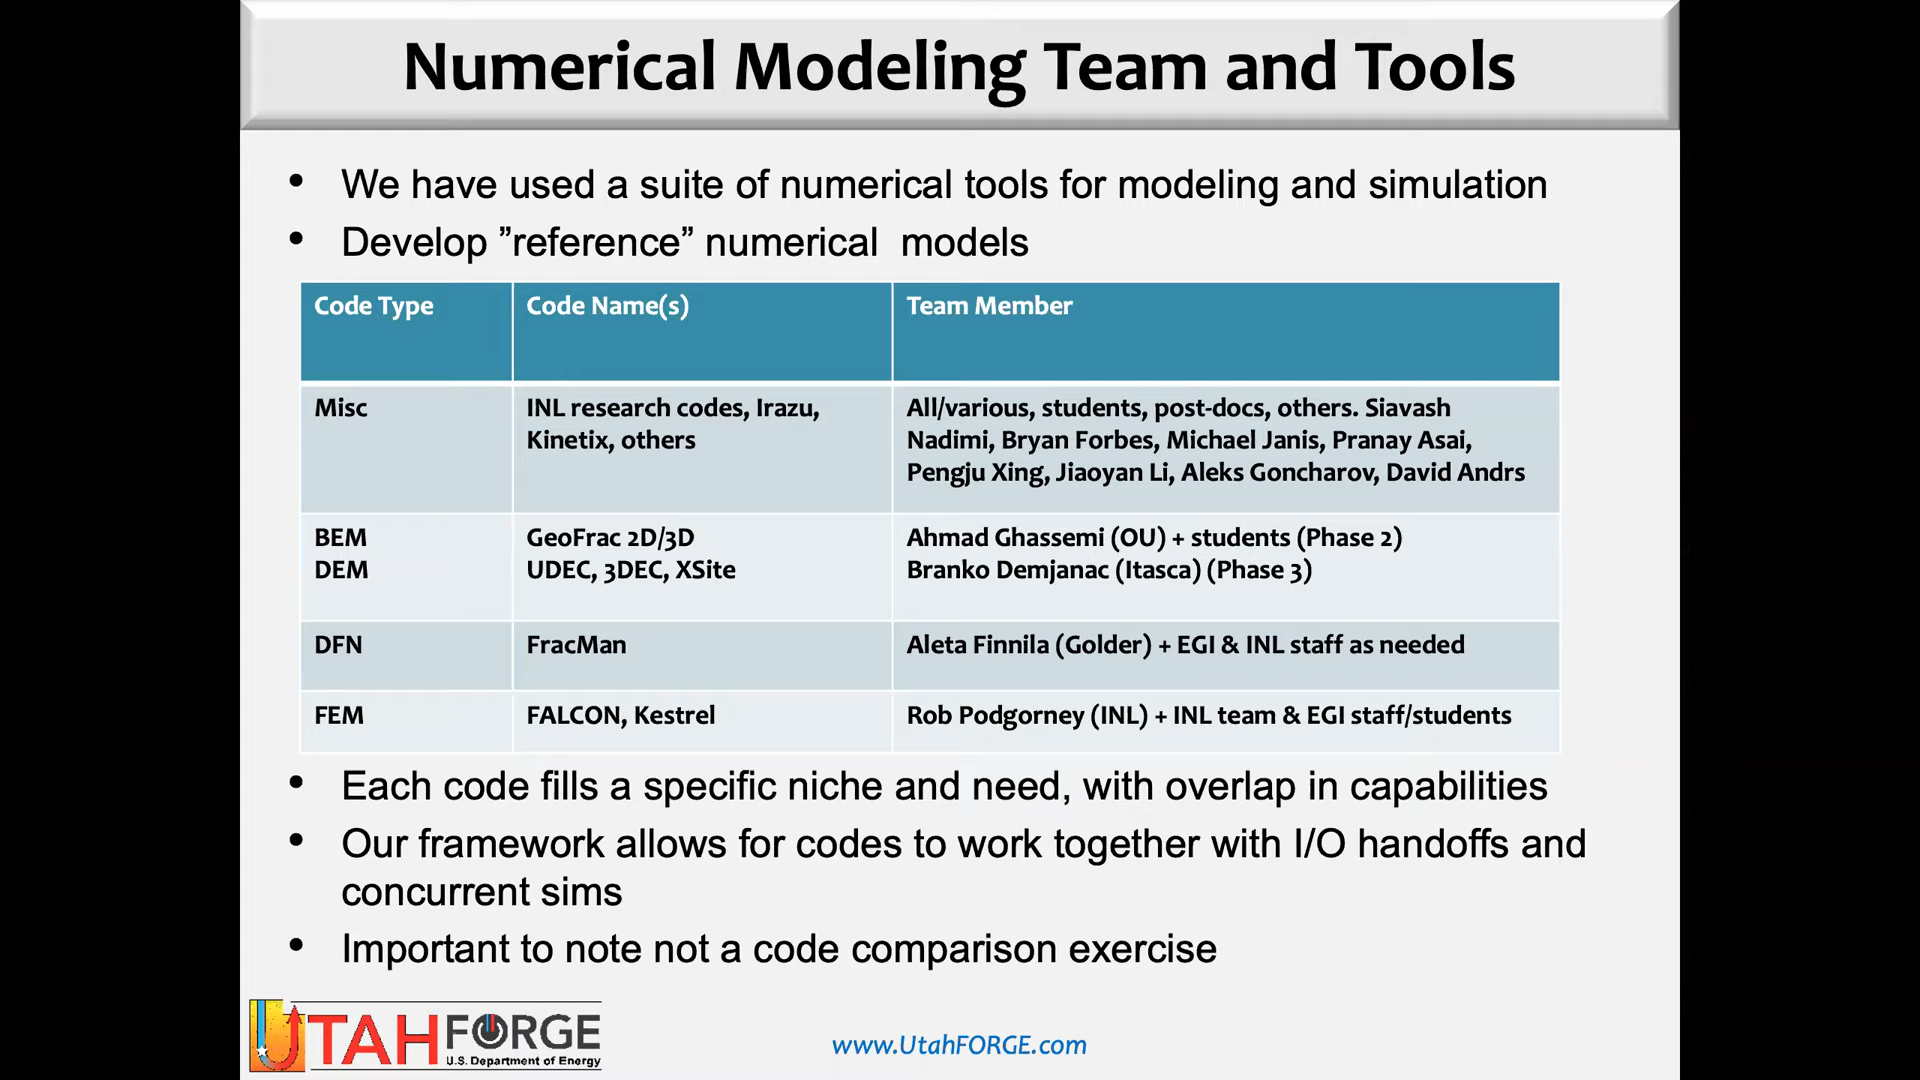 Numerical Modeling Team and Tools
• We have used a suite of numerical tools for modeling and simulation
• Develop ”reference” numerical  models
Code Type
Code Name(s)
Team Member
Misc
INL research codes, Irazu,
Kinetix, others
All/various, students, post-docs, others. Siavash
Nadimi, Bryan Forbes, Michael Janis, Pranay Asai,
Pengju Xing, Jiaoyan Li, Aleks Goncharov, David Andrs
BEM
DEM
GeoFrac 2D/3D
UDEC, 3DEC, XSite
Ahmad Ghassemi (OU) + students (Phase 2)
Branko Demjanac (Itasca) (Phase 3)
DFN
FracMan
Aleta Finnila (Golder) + EGI & INL staff as needed
FEM
FALCON, Kestrel
Rob Podgorney (INL) + INL team & EGI staff/students
• Each code fills a specific niche and need, with overlap in capabilities
• Our framework allows for codes to work together with I/O handoffs and
concurrent sims
• Important to note not a code comparison exercise
UTAH FORGE
U.S. Department of Energy
www.UtahFORGE.com